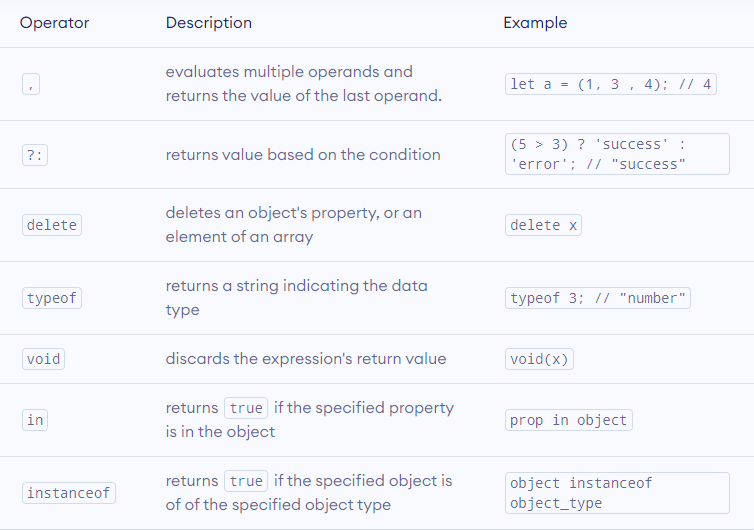 Operator Description Example
, evaluates multiple operands and returns the value of the last operand. let a = (1, 3 , 4); // 4
?: returns value based on the condition (5 > 3) ? 'success' : 'error'; // "success"
delete deletes an object's property, or an element of an array delete x
typeof returns a string indicating the data type typeof 3; // "number"
void discards the expression's return value void(x)
in returns true if the specified property is in the object prop in object
instanceof returns true if the specified object is of of the specified object type object instanceof object_type